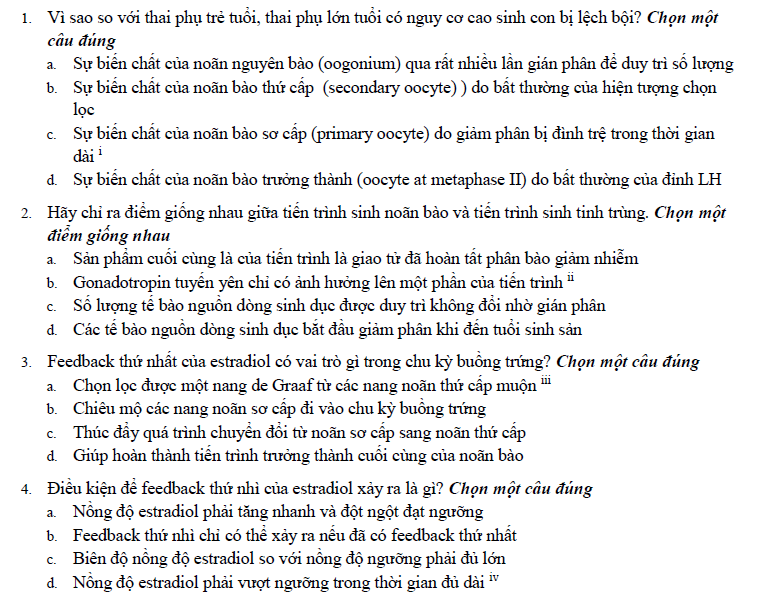 1. Vì sao so với thai phụ trẻ tuổi, thai phụ lớn tuổi có nguy cơ cao sinh con bị lệch bội? Chọn một
câu đúng
a. Sự biến chất của noãn nguyên bào (oogonium) qua rất nhiều lần gián phân để duy trì số lượng
b. Sự biến chất của noãn bào thứ cấp (secondary oocyte) ) do bất thường của hiện tượng chọn
lọc
c. Sự biến chất của noãn bào sơ cấp (primary oocyte) do giảm phân bị đình trệ trong thời gian
dài i
d. Sự biến chất của noãn bào trưởng thành (oocyte at metaphase II) do bất thường của đỉnh LH
2. Hãy chỉ ra điểm giống nhau giữa tiến trình sinh noãn bào và tiến trình sinh tinh trùng. Chọn một
điểm giống nhau
a. Sản phẩm cuối cùng là của tiến trình là giao tử đã hoàn tất phân bào giảm nhiễm
b. Gonadotropin tuyến yên chỉ có ảnh hưởng lên một phần của tiến trình ii
c. Số lượng tế bào nguồn dòng sinh dục được duy trì không đổi nhờ gián phân
d. Các tế bào nguồn dòng sinh dục bắt đầu giảm phân khi đến tuổi sinh sản
3. Feedback thứ nhất của estradiol có vai trò gì trong chu kỳ buồng trứng? Chọn một câu đúng
a. Chọn lọc được một nang de Graaf từ các nang noãn thứ cấp muộn iii
b. Chiêu mộ các nang noãn sơ cấp đi vào chu kỳ buồng trứng
c. Thúc đẩy quá trình chuyển đổi từ noãn sơ cấp sang noãn thứ cấp
d. Giúp hoàn thành tiến trình trưởng thành cuối cùng của noãn bào
4. Điều kiện để feedback thứ nhì của estradiol xảy ra là gì? Chọn một câu đúng
a. Nồng độ estradiol phải tăng nhanh và đột ngột đạt ngưỡng
b. Feedback thứ nhì chỉ có thể xảy ra nếu đã có feedback thứ nhất
c. Biên độ nồng độ estradiol so với nồng độ ngưỡng phải đủ lớn
d. Nồng độ estradiol phải vượt ngưỡng trong thời gian đủ dài iv